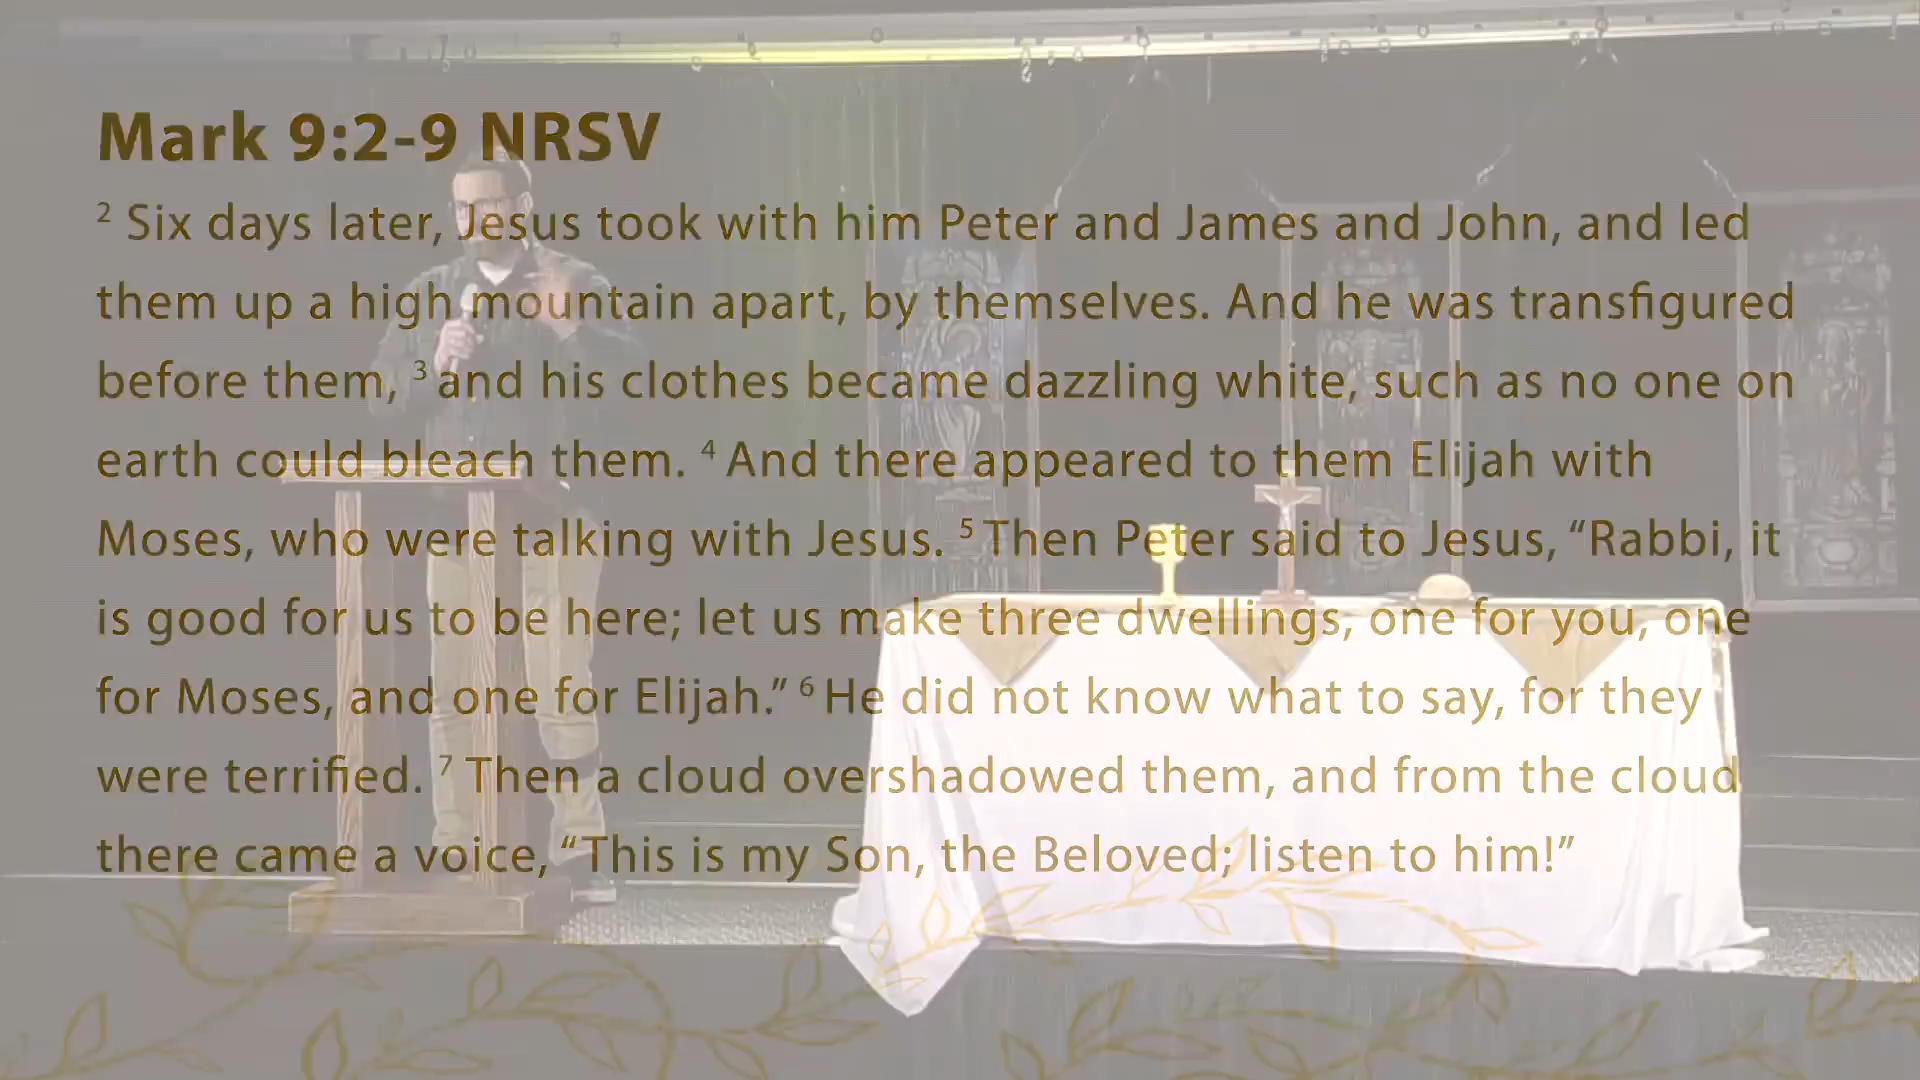 Mark 9:2-9 NRSV
2 Six days later, Jesus took with him Peter and James and John, and led
them up a high mountain apart, by themselves. And he was transfigured
before them, 3 and his clothes became dazzling white, such as no one on
earth could bleach them. 4 And there appeared to them Elijah with
Moses, who were talking with Jesus. 5 Then Peter said to Jesus, “Rabbi, it
is good for us to be here; let us make three dwellings, one for you, one
for Moses, and one for Elijah.” 6 He did not know what to say, for they
were terrified. 7 Then a cloud overshadowed them, and from the cloud
there came a voice, “This is my Son, the Beloved; listen to him!”